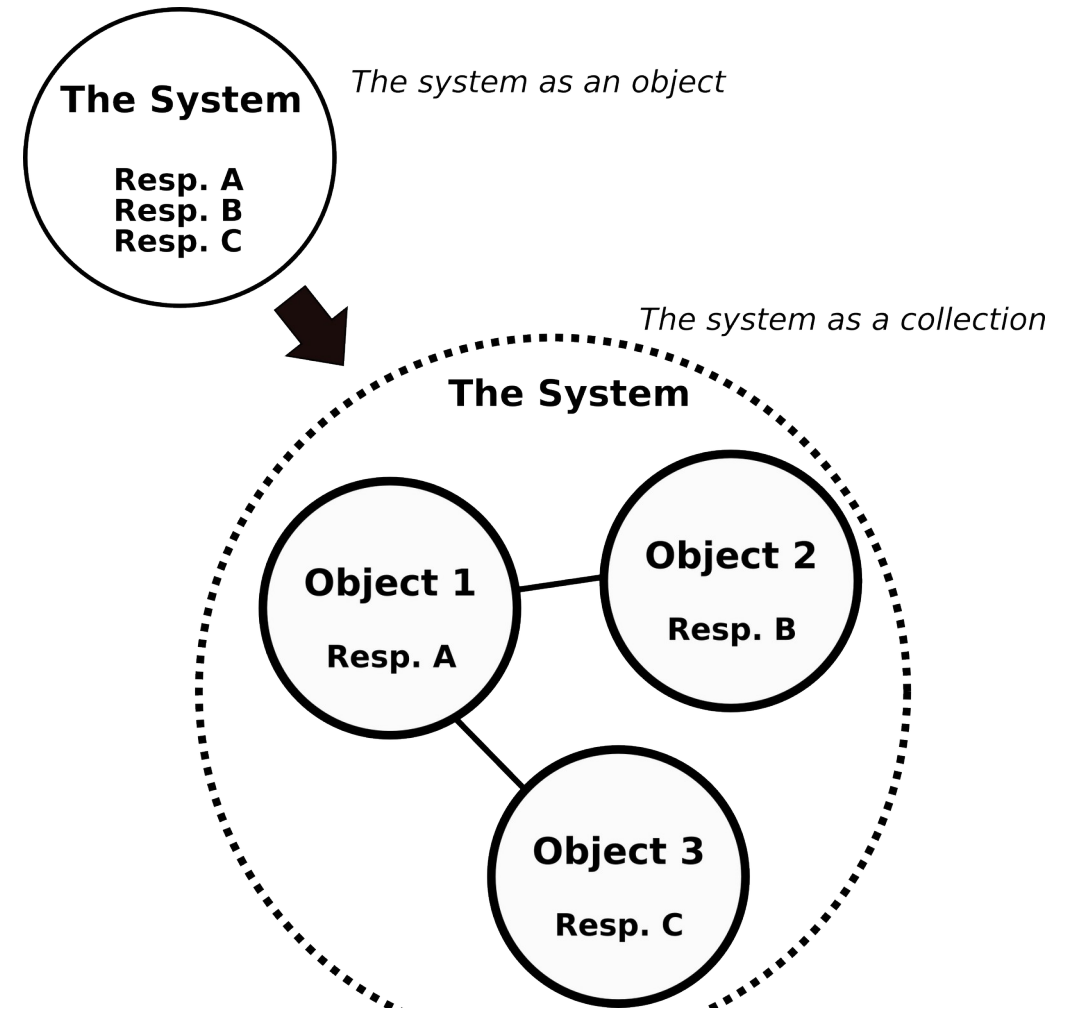 The System
The system as an object
Resp. A
Resp. B
Resp. C
The system as a collection
The System
Object 1
Resp. A
Object 2
Resp. B
Object 3
Resp. C